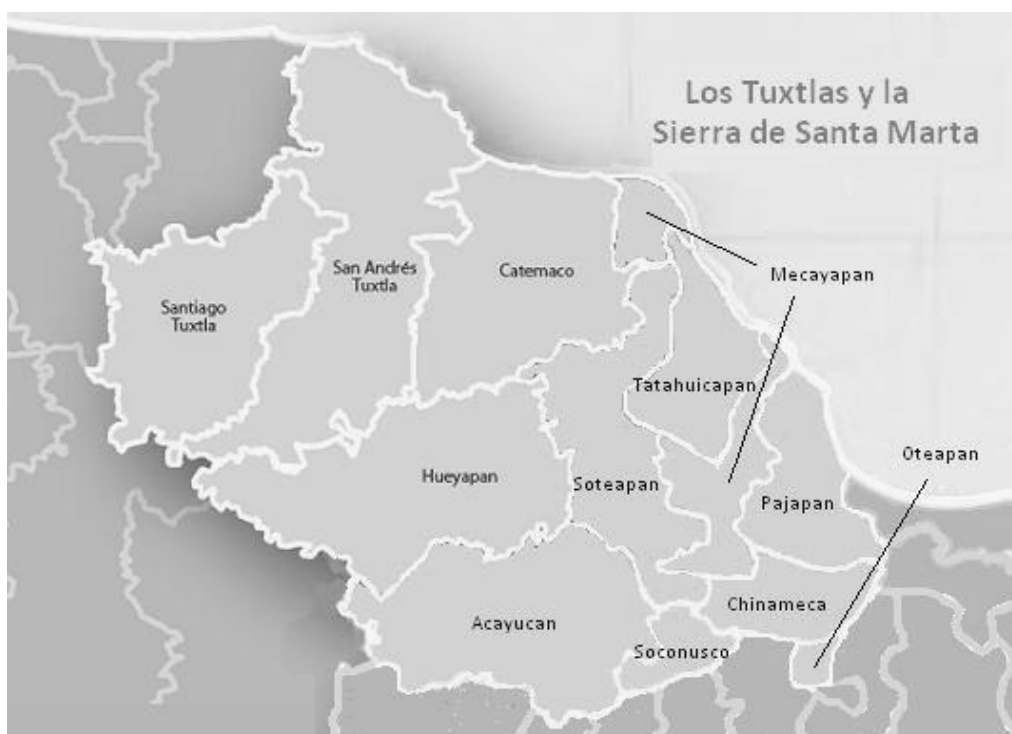 Los Tuxtlas y la
Sierra de Santa Marta
Mecayapan
San Andrés
Tuxtla
Catemaco
Santiago
Tuxtla
Tatahuicapan
Oteapan
Hueyapan
Soteapan
Pajapan
Chinameca
Acayucan
Soconusco